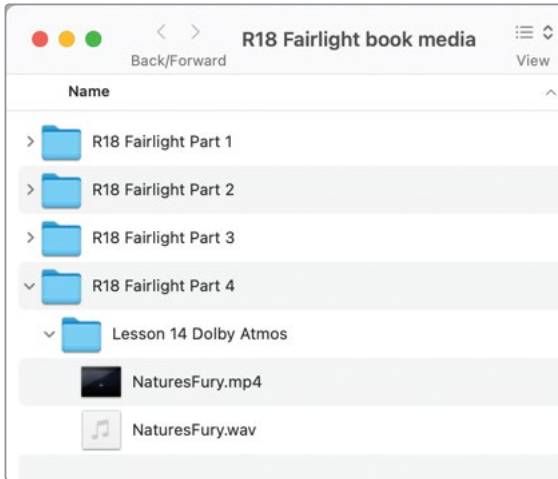 R18 Fairlight book media
Back/Forward
View
Name
R18 Fairlight Part 1
R18 Fairlight Part 2
R18 Fairlight Part 3
R18 Fairlight Part 4
Lesson 14 Dolby Atmos
NaturesFury.mp4
NaturesFury.wav